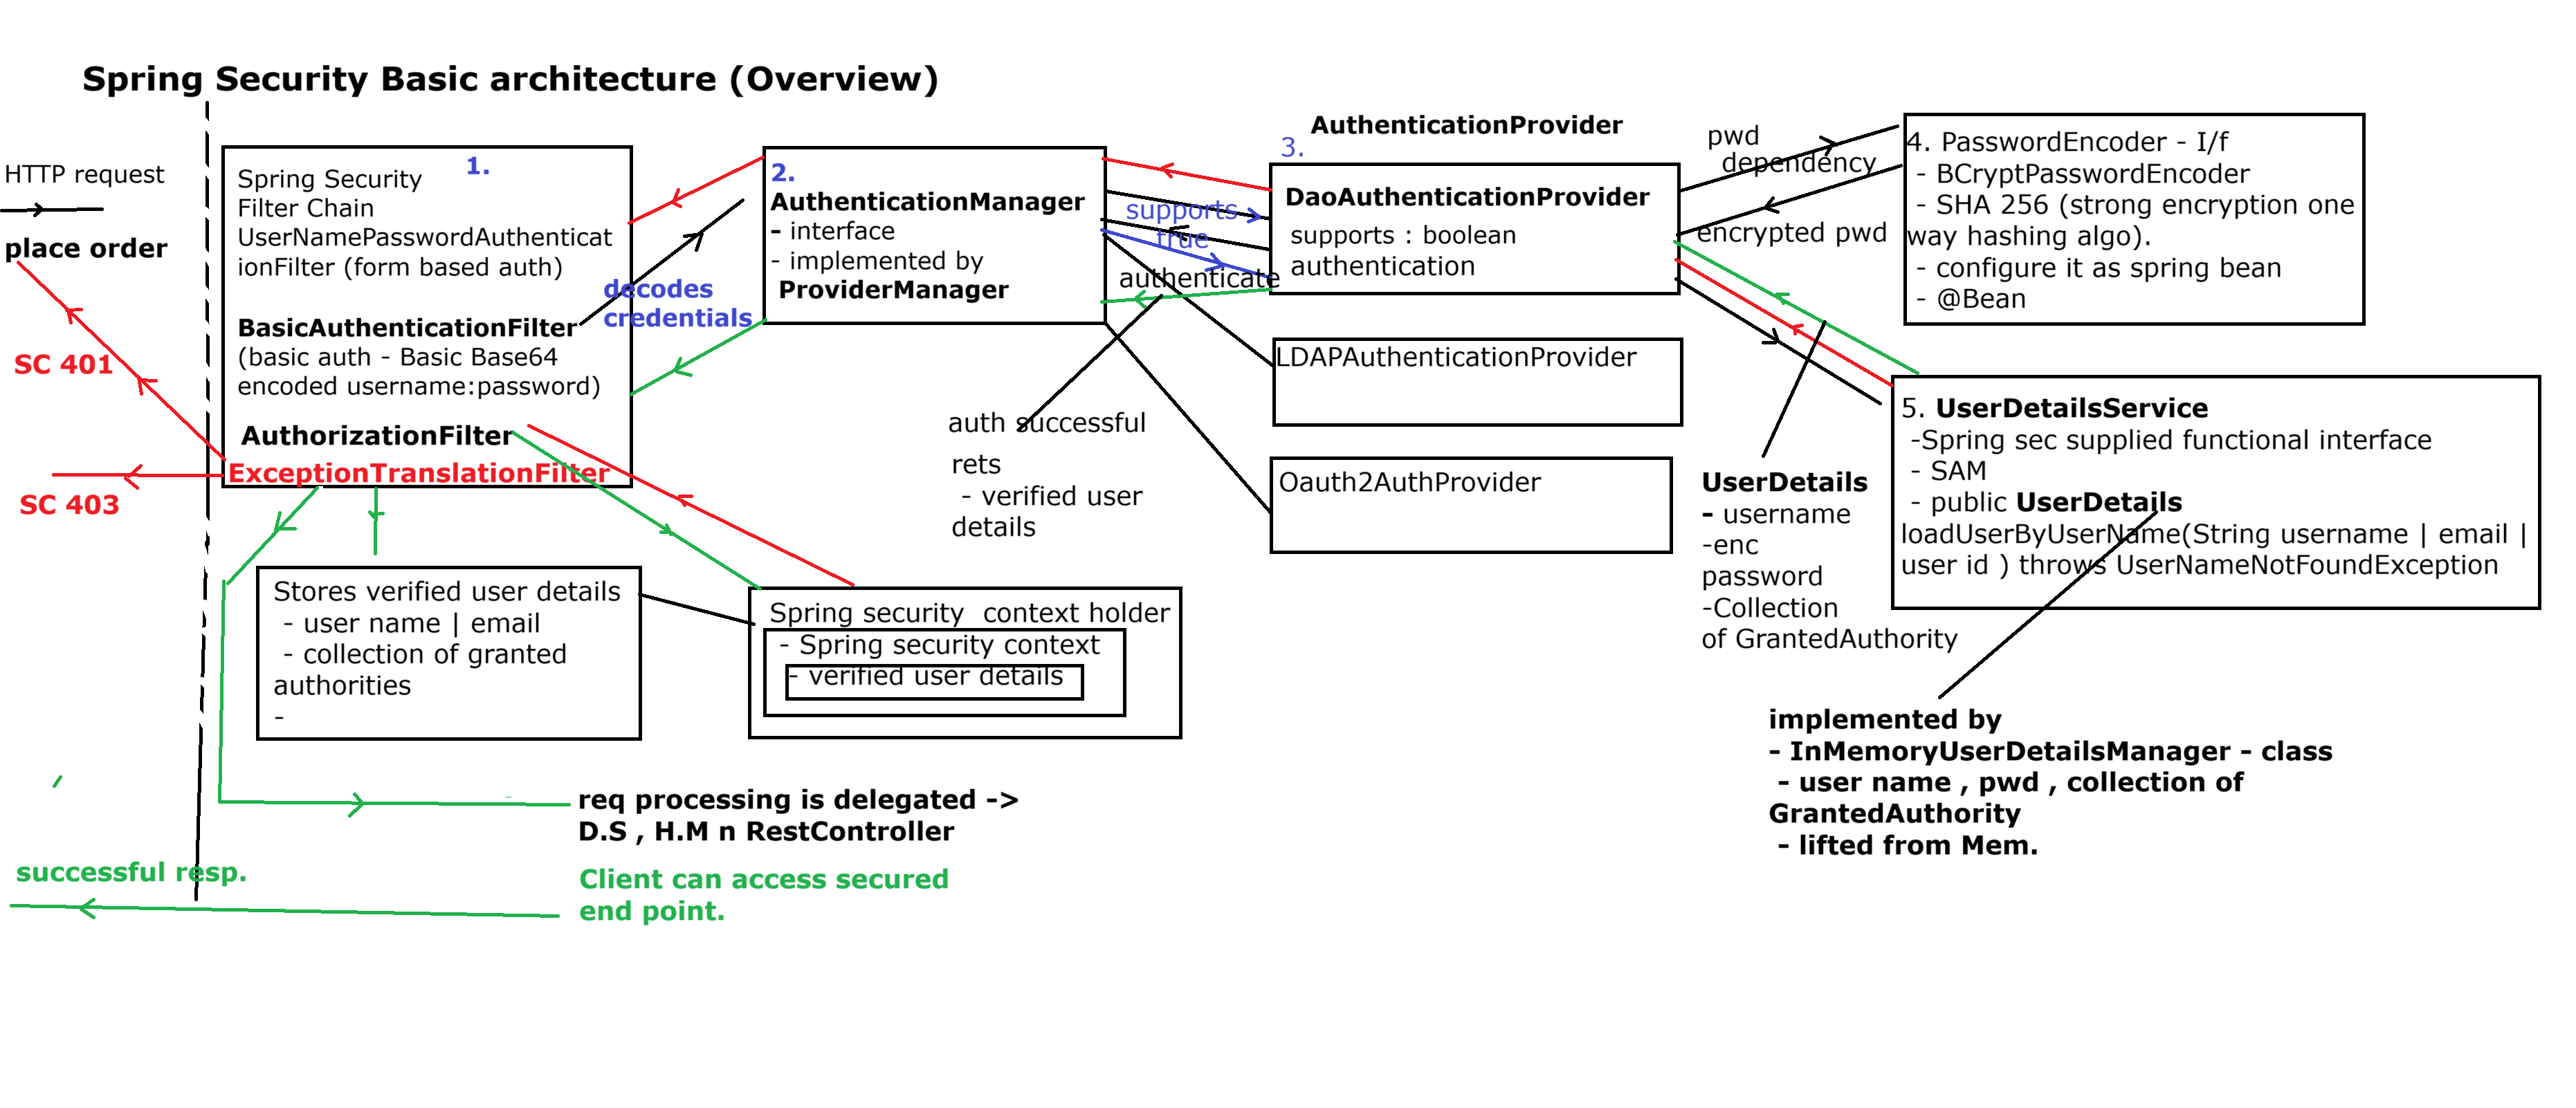 Spring Security Basic architecture (Overview)
HTTP request
place order
SC 401
SC 403
1.
Spring Security
Filter Chain
UserNamePasswordAuthenticat
ionFilter (form based auth)
BasicAuthenticationFilter
(basic auth - Basic Base64
encoded username:password)
AuthorizationFilter
ExceptionTranslationFilter
decodes
credentials
2.
AuthenticationManager
- interface
- implemented by
ProviderManager
supports
true
authenticate
auth successful
rets
- verified user
details
AuthenticationProvider
3.
DaoAuthenticationProvider
supports : boolean
authentication
LDAPAuthenticationProvider
Oauth2AuthProvider
pwd
dependency
encrypted pwd
4. PasswordEncoder - I/f
- BCryptPasswordEncoder
- SHA 256 (strong encryption one
way hashing algo).
- configure it as spring bean
- @Bean
5. UserDetailsService
-Spring sec supplied functional interface
- SAM
- public UserDetails
loadUserByUserName(String username | email |
user id ) throws UserNameNotFoundException
UserDetails
- username
-enc
password
-Collection
of GrantedAuthority
implemented by
- InMemoryUserDetailsManager - class
- user name , pwd , collection of
GrantedAuthority
- lifted from Mem.
Stores verified user details
- user name | email
- collection of granted
authorities
-
Spring security  context holder
- Spring security context
- verified user details
req processing is delegated ->
D.S , H.M n RestController
Client can access secured
end point.
successful resp.